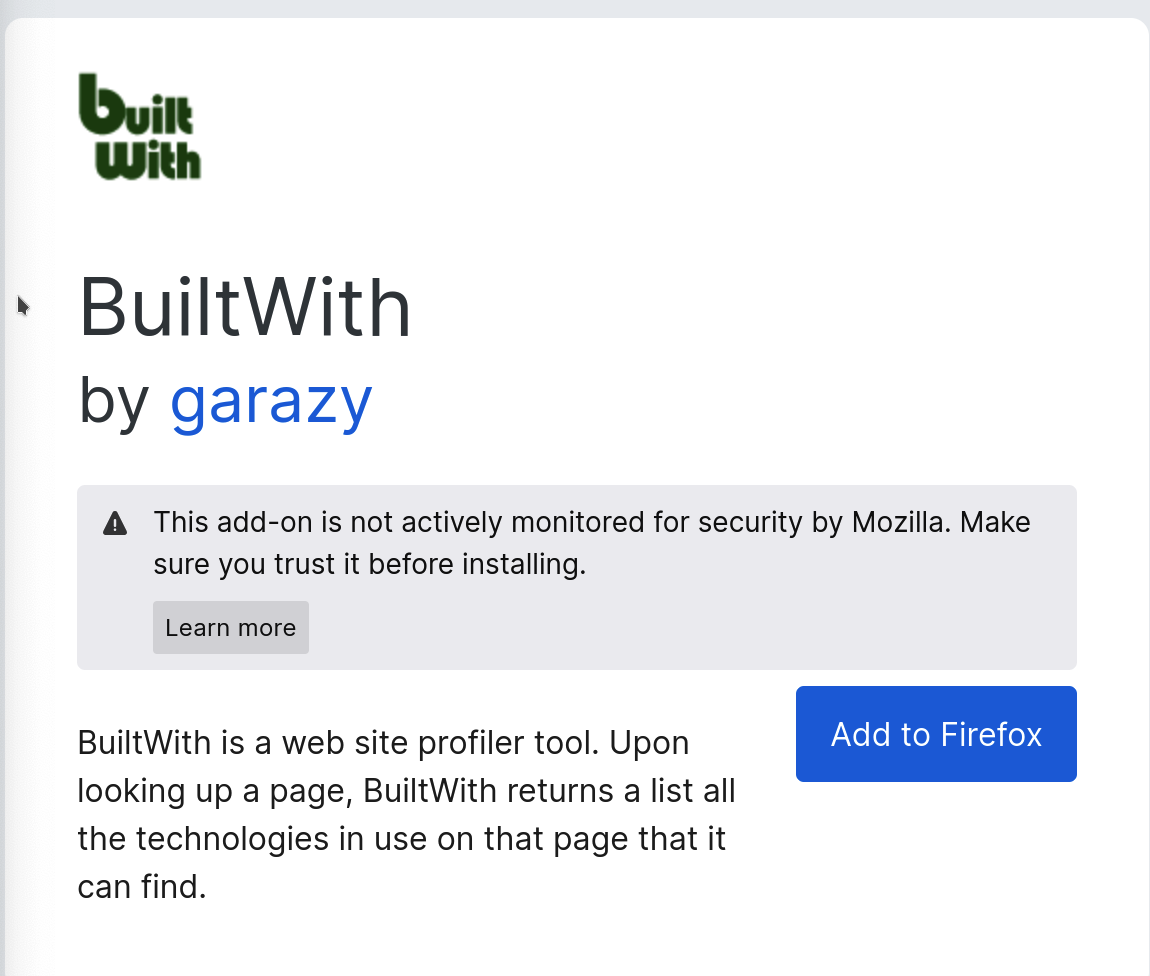 built
with
BuiltWith
by garazy
This add-on is not actively monitored for security by Mozilla. Make
sure you trust it before installing.
Learn more
Add to Firefox
BuiltWith is a web site profiler tool. Upon
looking up a page, BuiltWith returns a list all
the technologies in use on that page that it
can find.